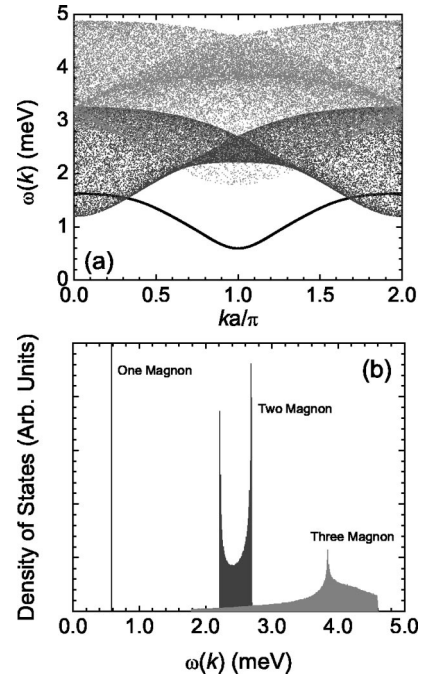 5
4
3
2
1
0
ω(k) (meV)
(a)
0.0 0.5 1.0 1.5 2.0
ka/π
(b)
One Magnon
Two Magnon
Three Magnon
Density of States (Arb. Units)
0.0 1.0 2.0 3.0 4.0 5.0
ω(k) (meV)